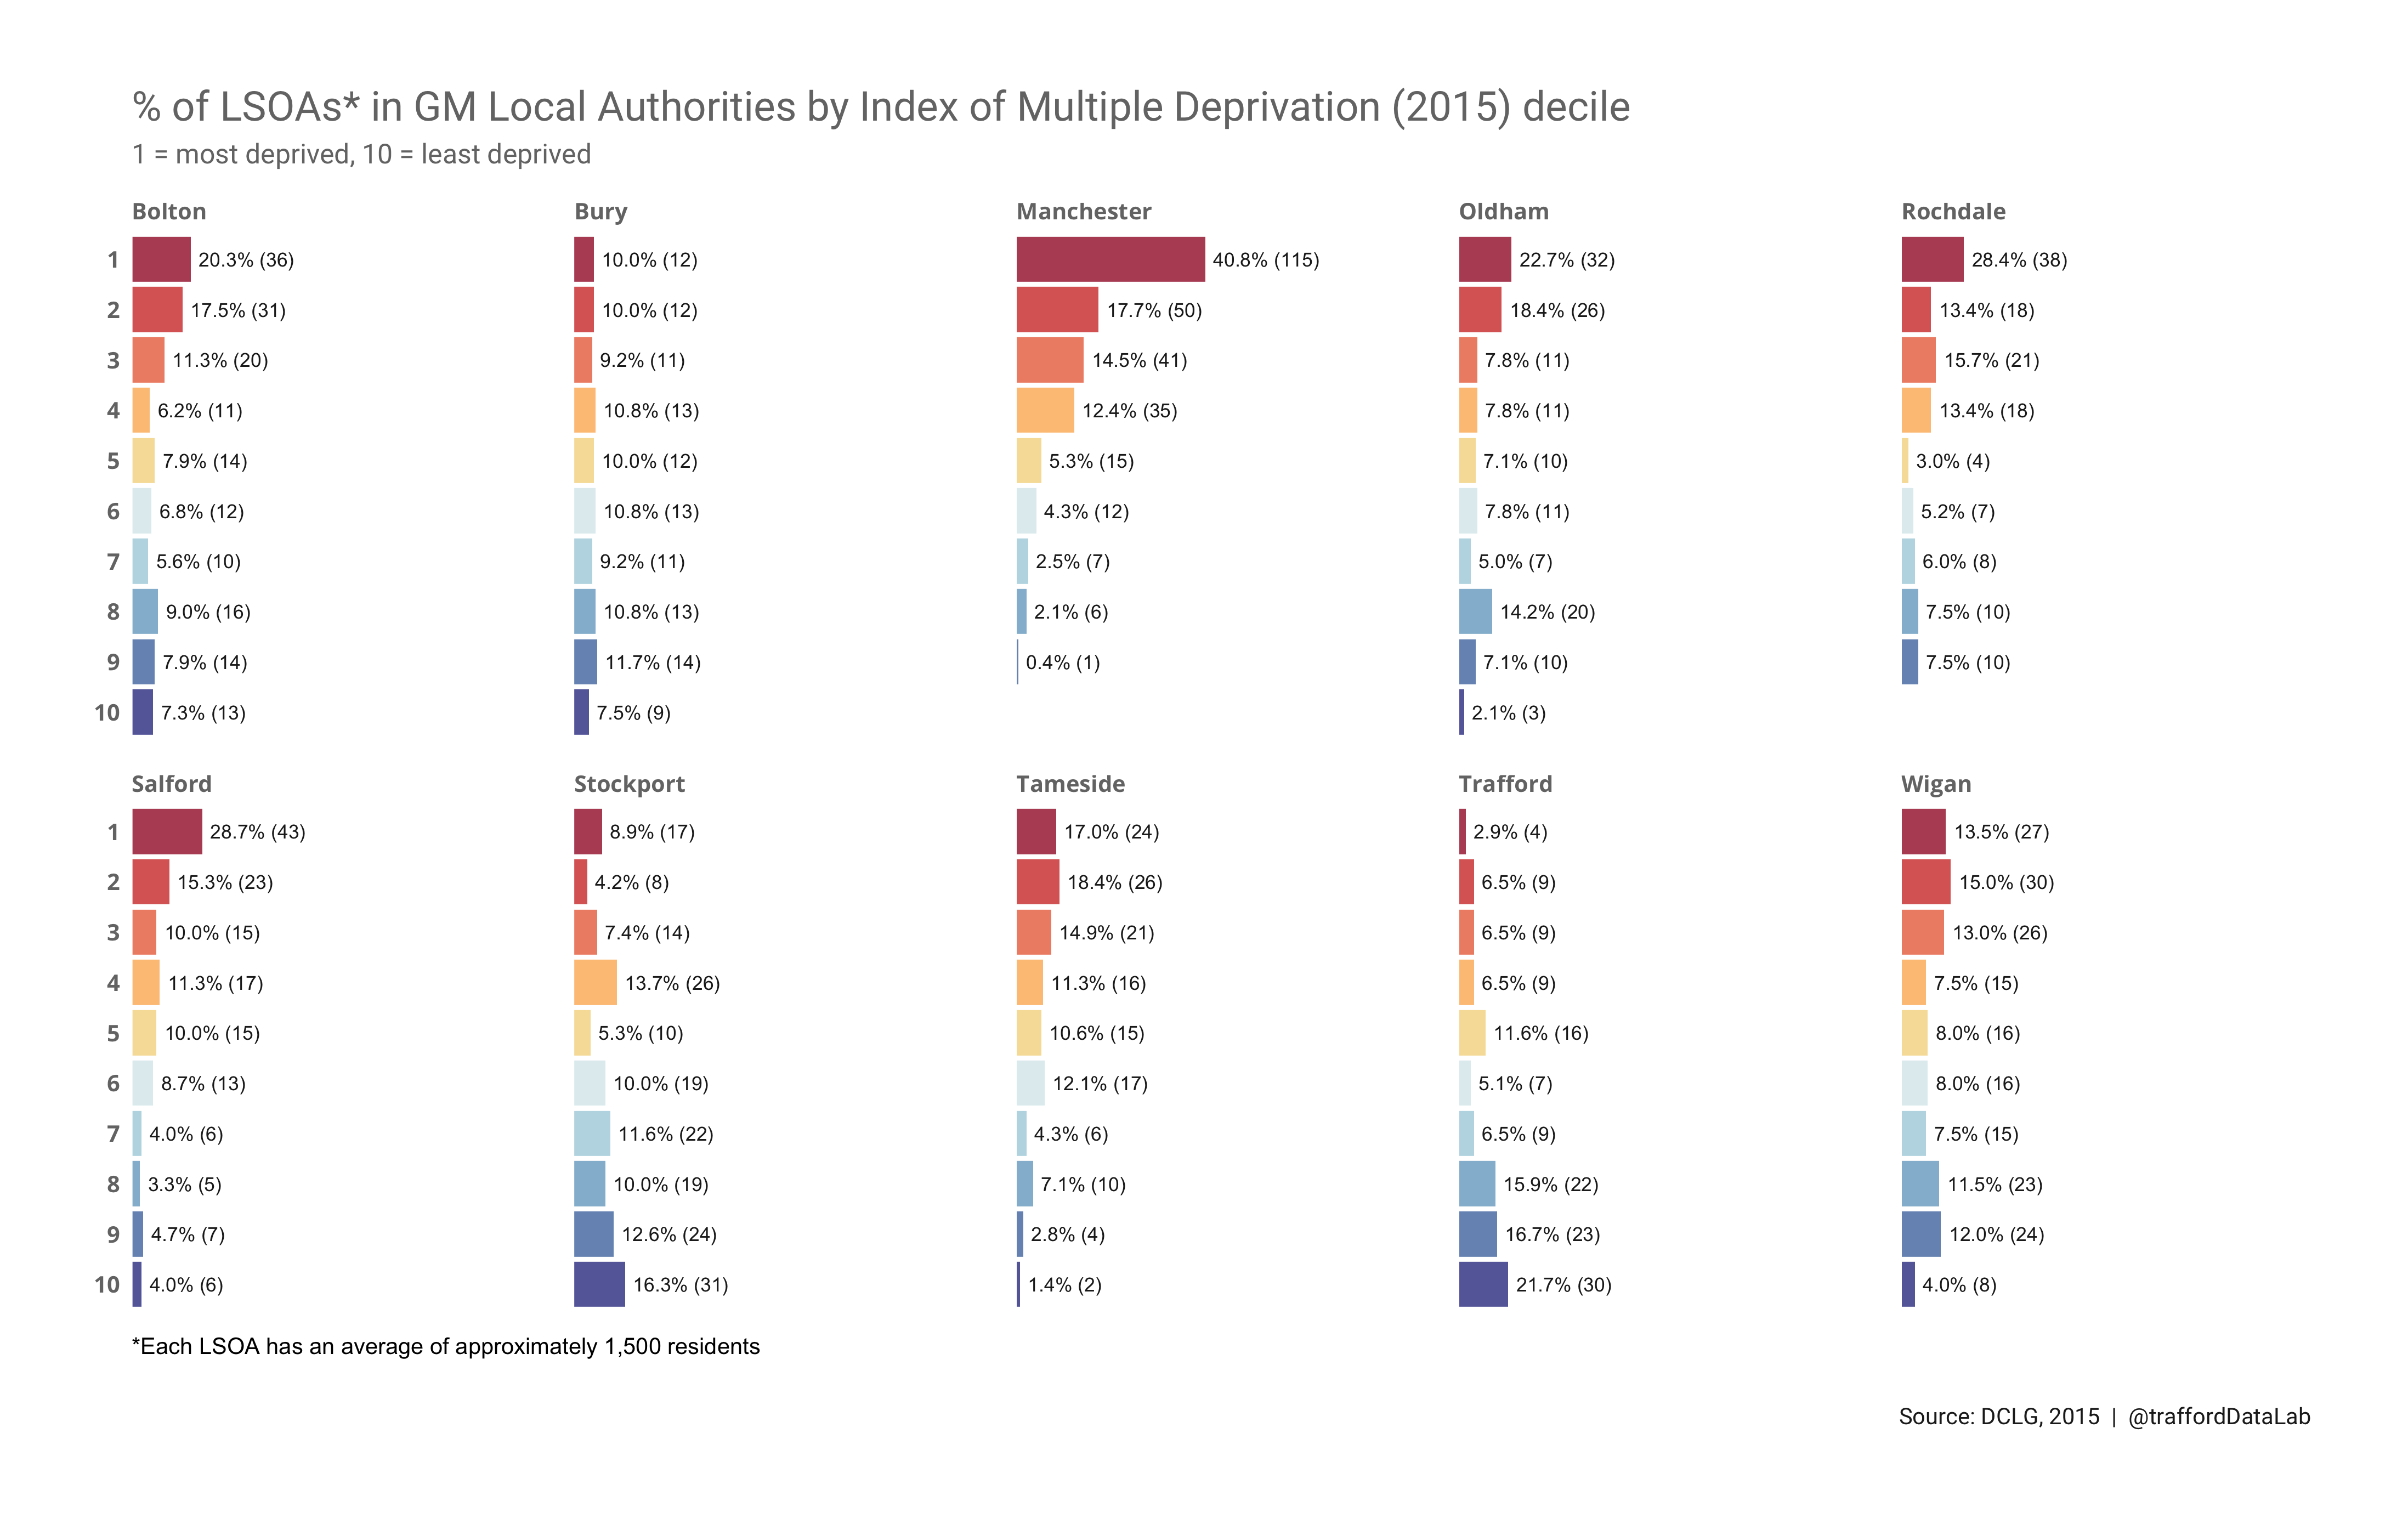 % of LSOAs* in GM Local Authorities by Index of Multiple Deprivation (2015) decile
1 = most deprived, 10 = least deprived
Bolton Bury Manchester Oldham Rochdale
1 20.3% (36) 10.0% (12) 40.8% (115) 22.7% (32) 28.4% (38)
2 17.5% (31) 10.0% (12) 17.7% (50) 18.4% (26) 13.4% (18)
3 11.3% (20) 9.2% (11) 14.5% (41) 7.8% (11) 15.7% (21)
4 6.2% (11) 10.8% (13) 12.4% (35) 7.8% (11) 13.4% (18)
5 7.9% (14) 10.0% (12) 5.3% (15) 7.1% (10) 3.0% (4)
6 6.8% (12) 10.8% (13) 4.3% (12) 7.8% (11) 5.2% (7)
7 5.6% (10) 9.2% (11) 2.5% (7) 5.0% (7) 6.0% (8)
8 9.0% (16) 10.8% (13) 2.1% (6) 14.2% (20) 7.5% (10)
9 7.9% (14) 11.7% (14) 0.4% (1) 7.1% (10) 7.5% (10)
10 7.3% (13) 7.5% (9) 2.1% (3)
Salford Stockport Tameside Trafford Wigan
1 28.7% (43) 8.9% (17) 17.0% (24) 2.9% (4) 13.5% (27)
2 15.3% (23) 4.2% (8) 18.4% (26) 6.5% (9) 15.0% (30)
3 10.0% (15) 7.4% (14) 14.9% (21) 6.5% (9) 13.0% (26)
4 11.3% (17) 13.7% (26) 11.3% (16) 6.5% (9) 7.5% (15)
5 10.0% (15) 5.3% (10) 10.6% (15) 11.6% (16) 8.0% (16)
6 8.7% (13) 10.0% (19) 12.1% (17) 5.1% (7) 8.0% (16)
7 4.0% (6) 11.6% (22) 4.3% (6) 6.5% (9) 7.5% (15)
8 3.3% (5) 10.0% (19) 7.1% (10) 15.9% (22) 11.5% (23)
9 4.7% (7) 12.6% (24) 2.8% (4) 16.7% (23) 12.0% (24)
10 4.0% (6) 16.3% (31) 1.4% (2) 21.7% (30) 4.0% (8)
*Each LSOA has an average of approximately 1,500 residents
Source: DCLG, 2015 | @traffordDataLab